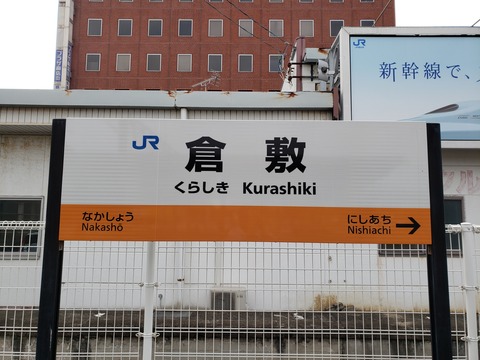 JR
新幹線で、
JR
倉敷
くらしき Kurashiki
なかしょう
Nakashō
にしあち
Nishiachi